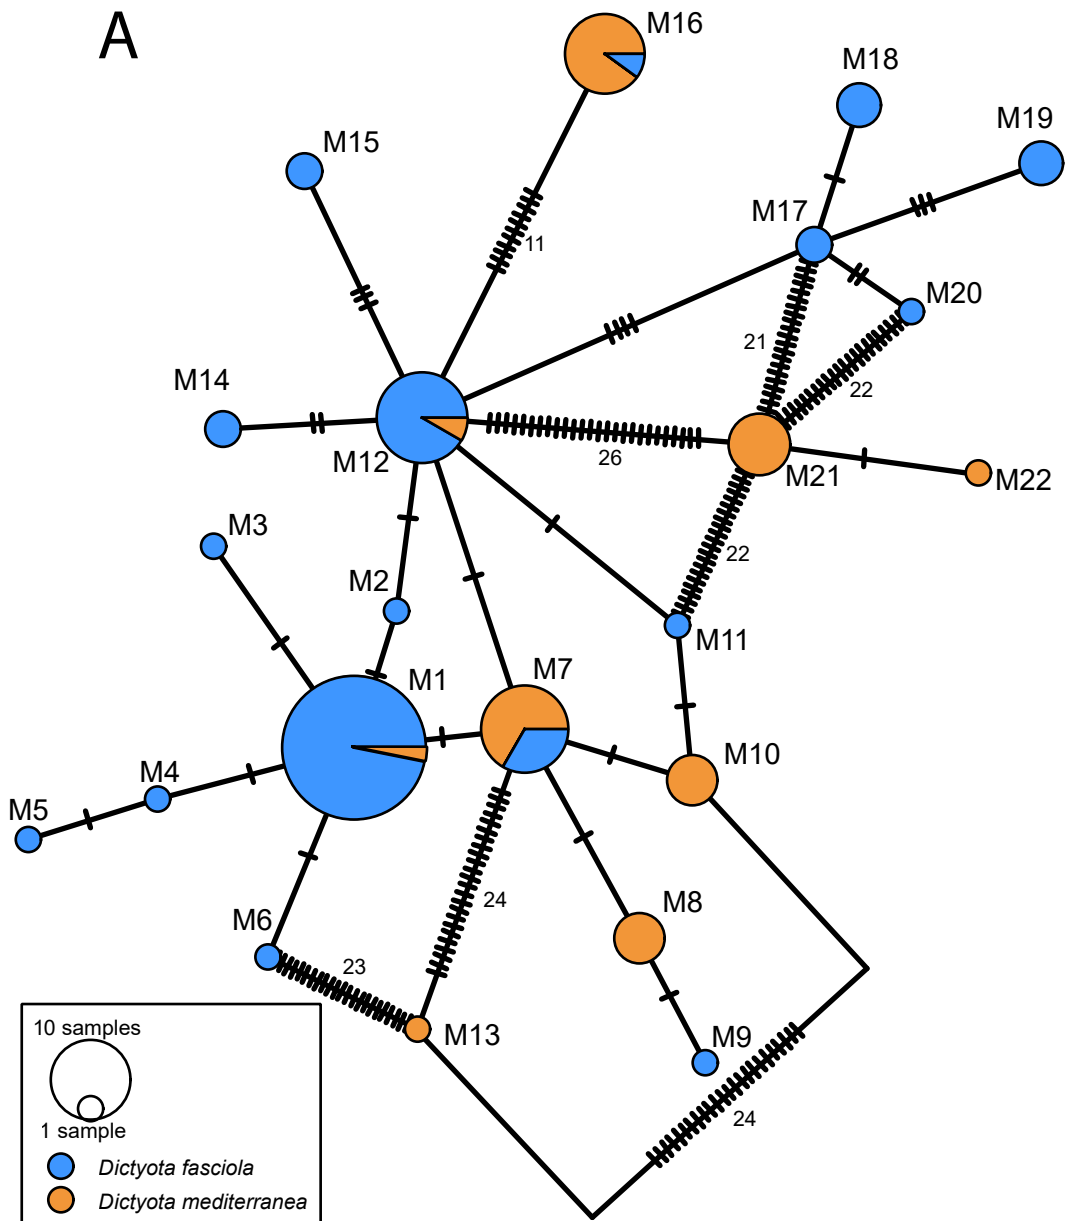 A
M16
M18
M19
M15
M17
11
M20
21
M14
22
M12
26
M21
M22
M3
M2
22
M11
M1
M7
M10
M4
M5
M8
24
M6
23
M13
M9
24
10 samples
1 sample
Dictyota fasciola
Dictyota mediterranea